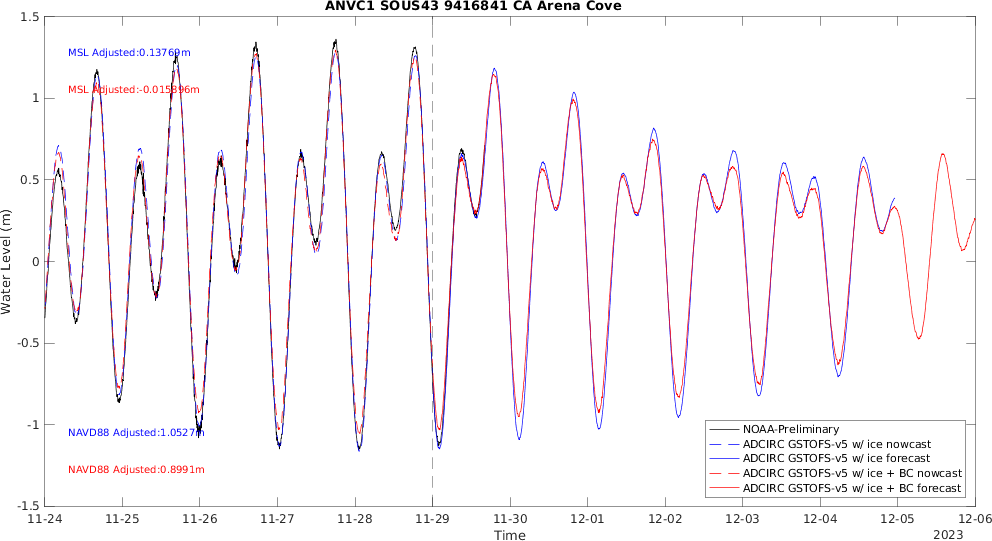 ANVC1 SOUS43 9416841 CA Arena Cove
1.5
1
0.5
0
-0.5
-1
-1.5
Water Level (m)
MSL Adjusted:0.13769m
MSL Adjusted:-0.015896m
NAVD88 Adjusted:1.0527m
NAVD88 Adjusted:0.8991m
NOAA-Preliminary
ADCIRC GSTOFS-v5 w/ ice nowcast
ADCIRC GSTOFS-v5 w/ ice forecast
ADCIRC GSTOFS-v5 w/ ice + BC nowcast
ADCIRC GSTOFS-v5 w/ ice + BC forecast
11-24 11-25 11-26 11-27 11-28 11-29 11-30 12-01 12-02 12-03 12-04 12-05 12-06
Time
2023